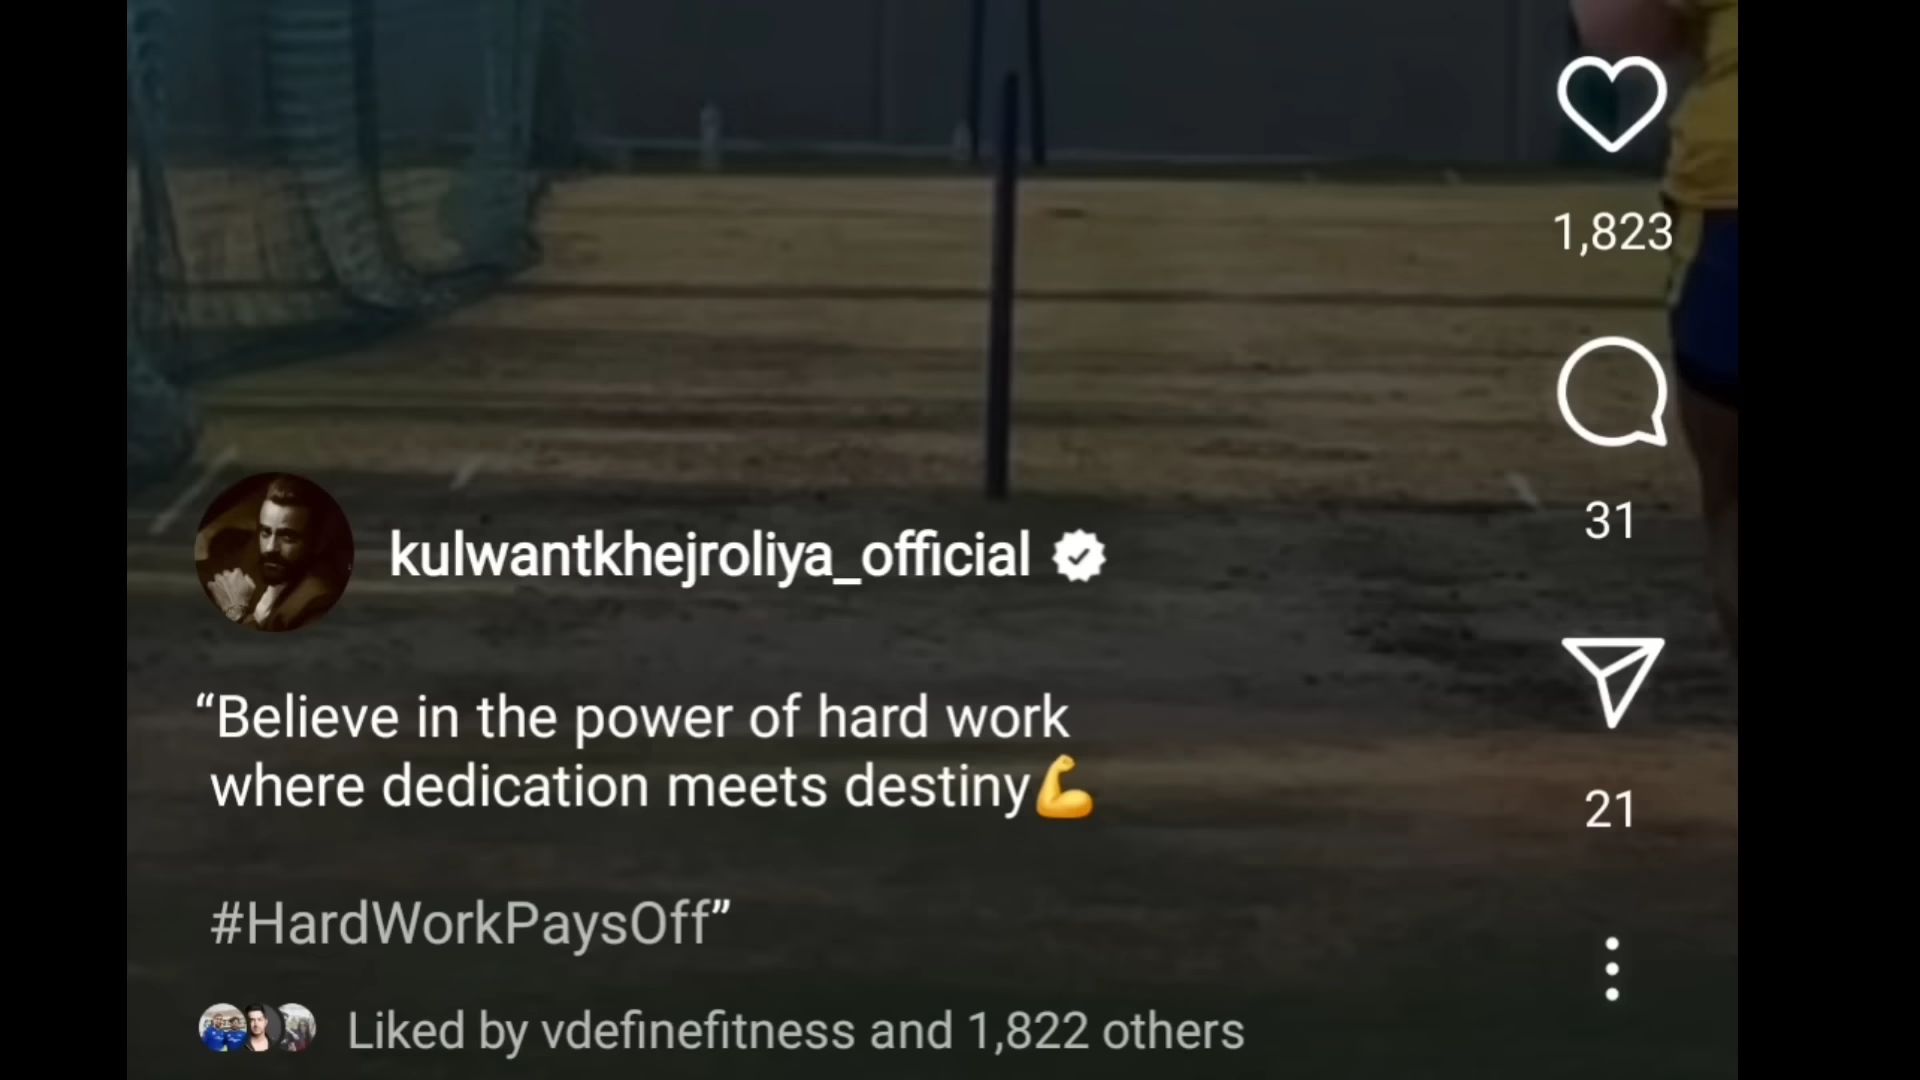 1,823
31
kulwantkhejroliya_official
“Believe in the power of hard work
where dedication meets destiny💪
21
#HardWorkPaysOff”
Liked by vdefinefitness and 1,822 others